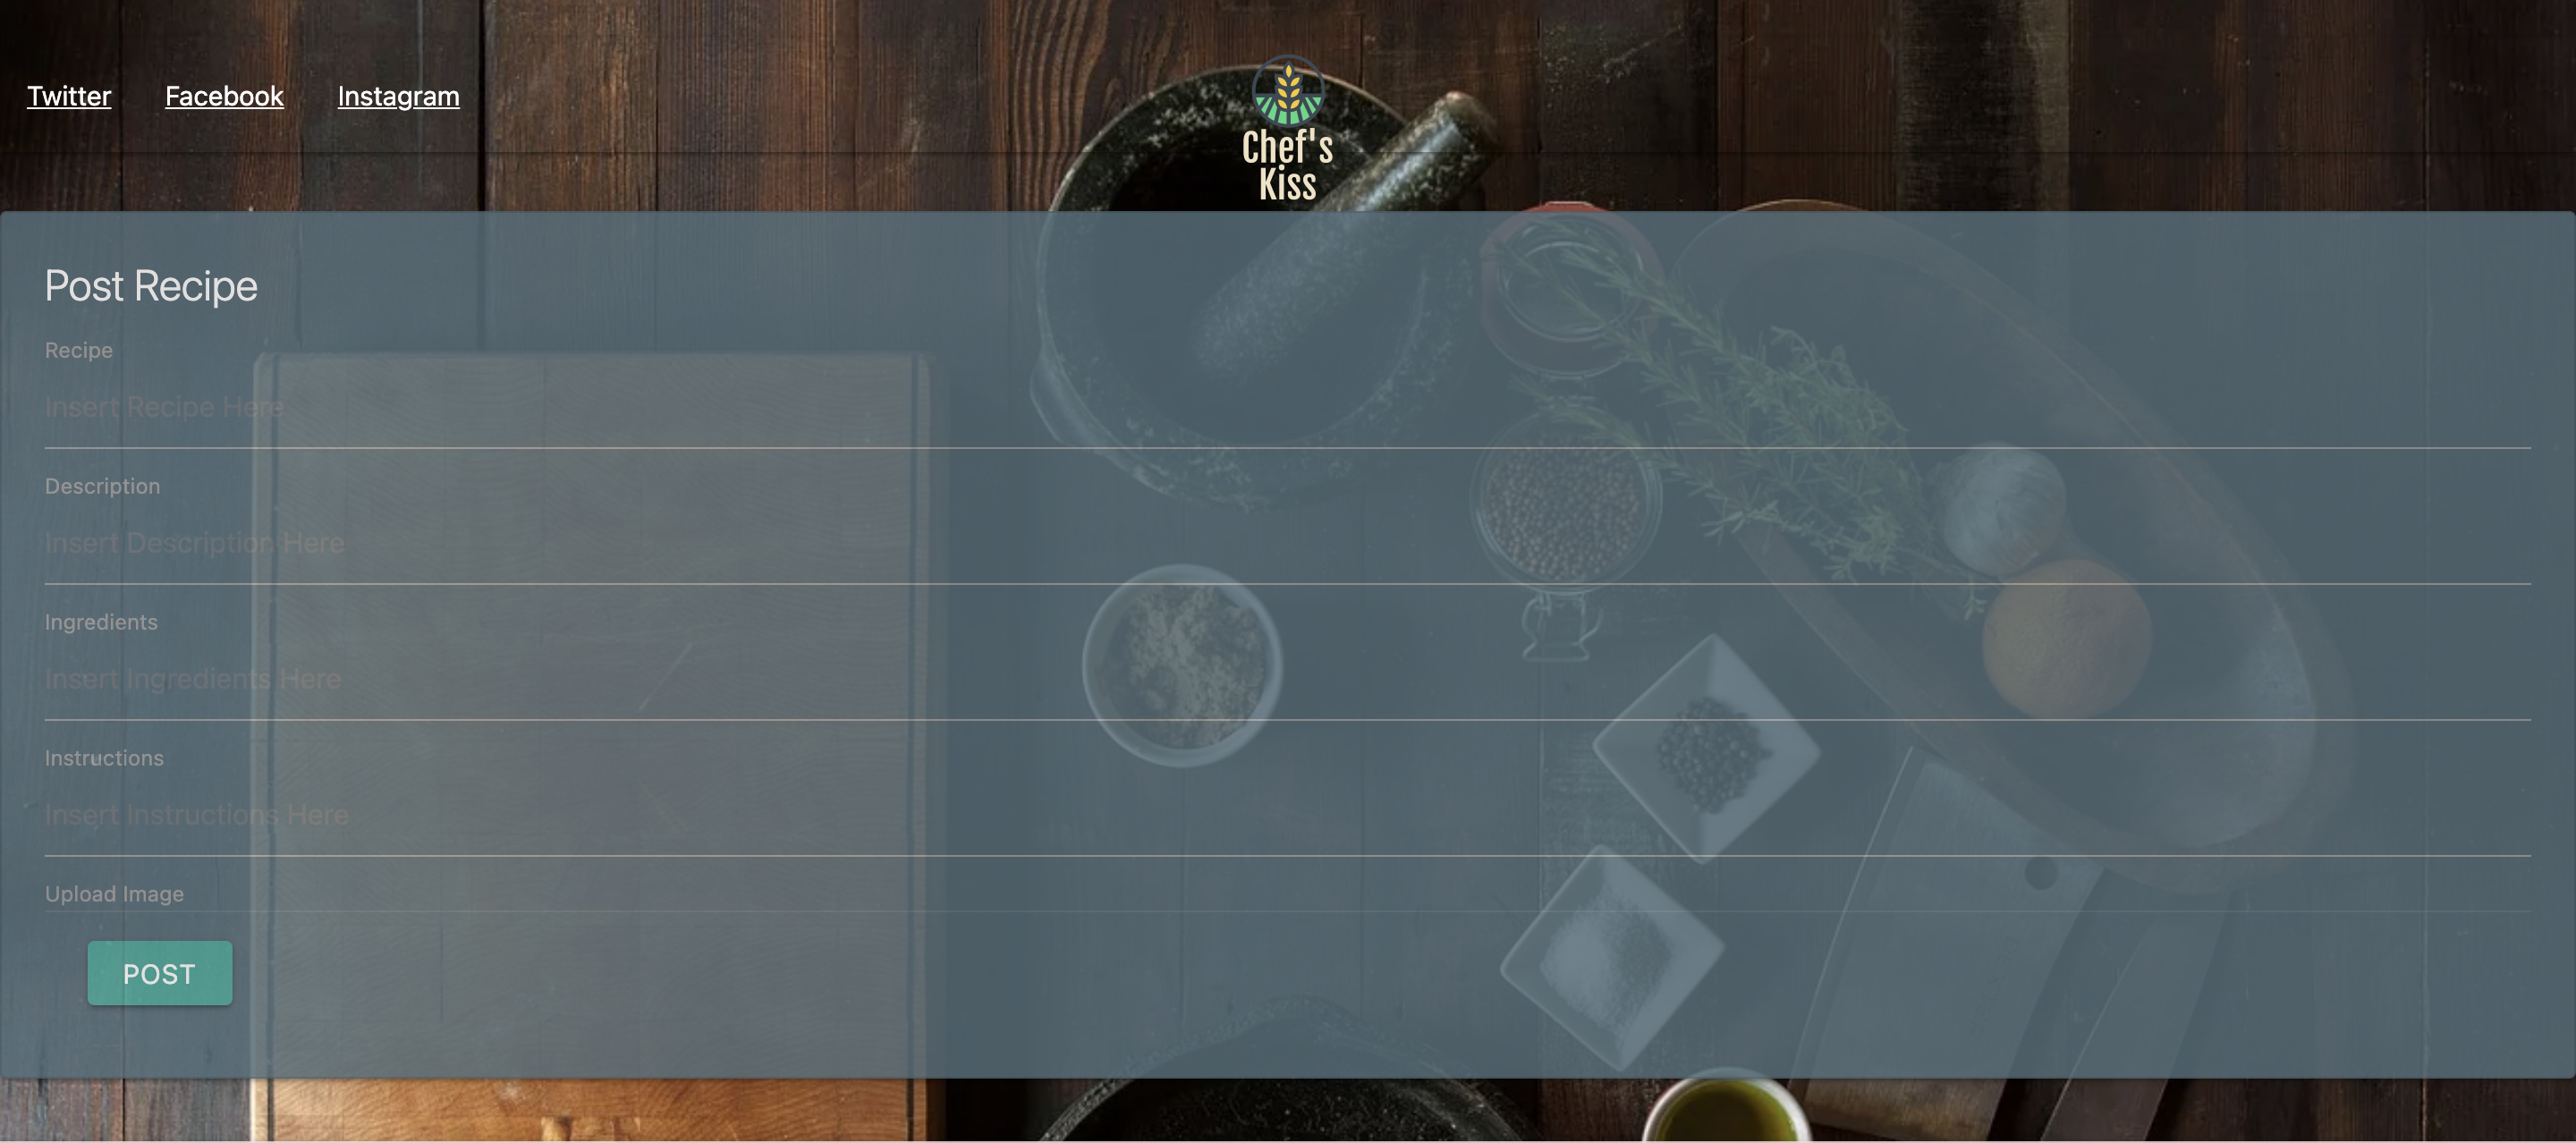 Twitter
Facebook
Instagram
Chef's
Kiss
Post Recipe
Recipe
Insert Recipe Here
Description
Insert Description Here
Ingredients
Insert Ingredients Here
Instructions
Insert Instructions Here
Upload Image
POST